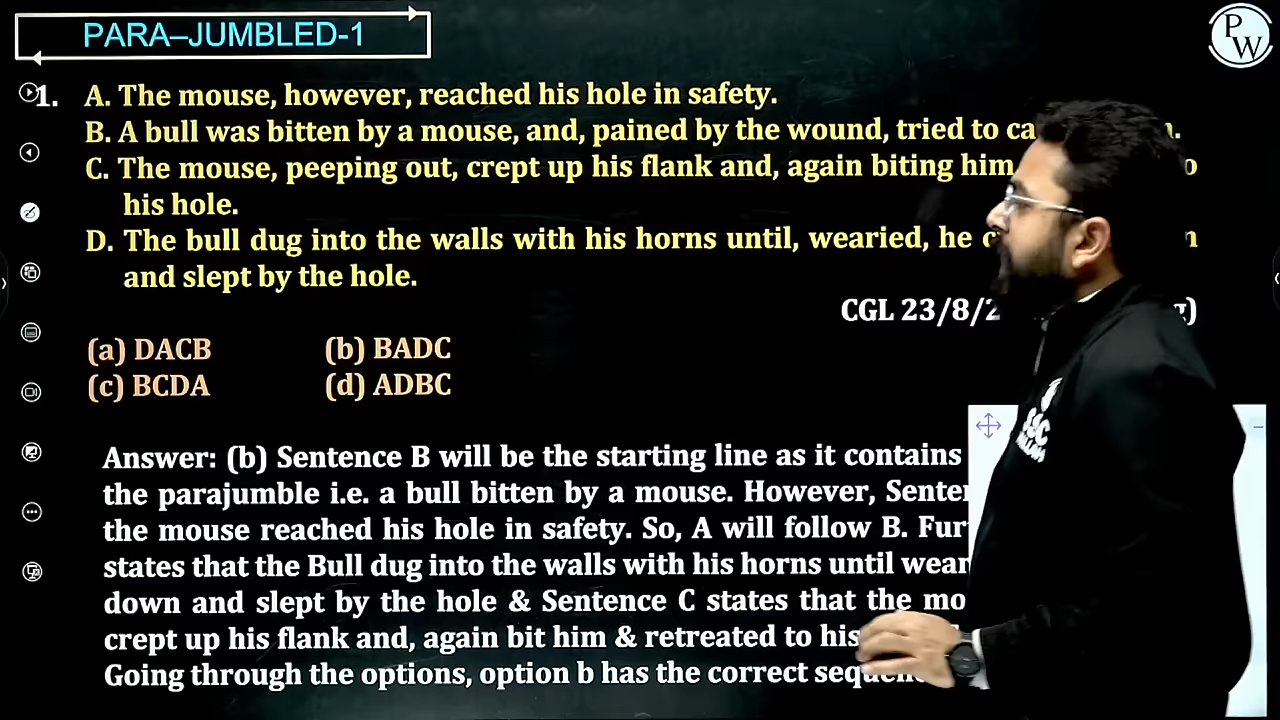 PARA–JUMBLED-1
PW
1. A. The mouse, however, reached his hole in safety.
B. A bull was bitten by a mouse, and, pained by the wound, tried to
C. The mouse, peeping out, crept up his flank and, again biting him
his hole.
D. The bull dug into the walls with his horns until, wearied, he
and slept by the hole.
CGL 23/8/2
(a) DACB (b) BADC
(c) BCDA (d) ADBC
Answer: (b) Sentence B will be the starting line as it contains
the parajumble i.e. a bull bitten by a mouse. However,
the mouse reached his hole in safety. So, A will follow B.
states that the Bull dug into the walls with his horns until
down and slept by the hole & Sentence C states that the
crept up his flank and, again bit him & retreated to his
Going through the options, option b has the correct
SSC